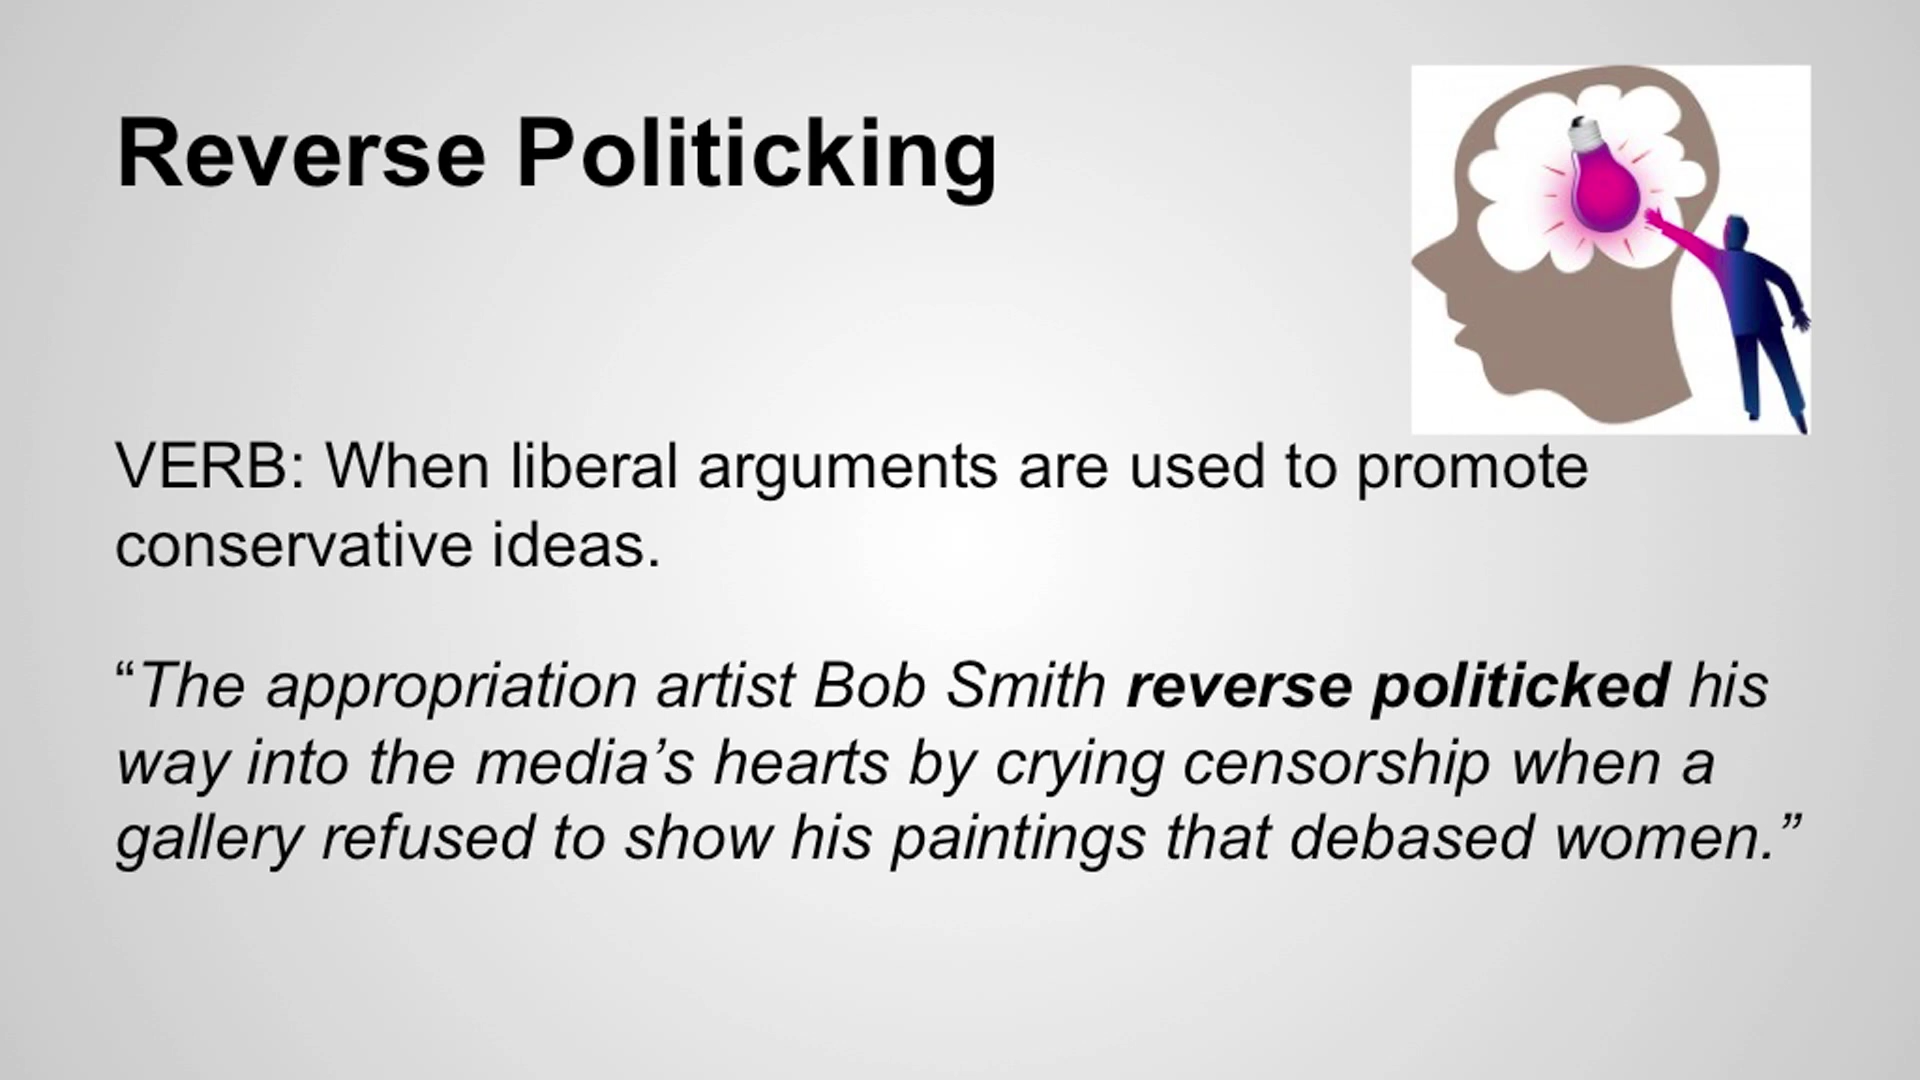 Reverse Politicking
VERB: When liberal arguments are used to promote
conservative ideas.
“The appropriation artist Bob Smith reverse politicked his
way into the media’s hearts by crying censorship when a
gallery refused to show his paintings that debased women.”